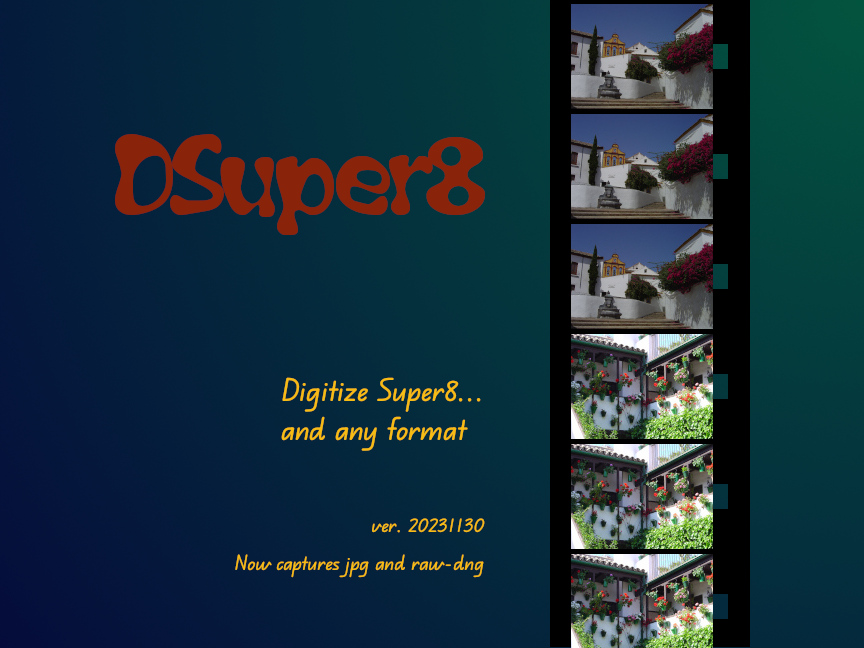 DSuper8
Digitize Super8...
and any format
ver. 20231130
Now captures jpg and raw-dng